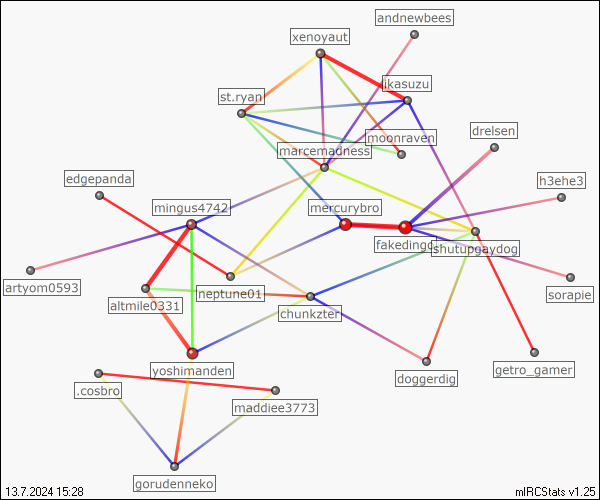 andnewbees
xenoyaut
ikasuzu
st.ryan
drelsen
moonraven
marcemadness
edgepanda
h3ehe3
mingus4742
mercurybro
shutupgaydog
artyom0593
neptune01
sorapie
altmile0331
chunkzter
getro_gamer
yoshimanden
doggerdig
.cosbro
maddiee3773
gorudenneko
13.7.2024 15:28
mIRCStats v1.25